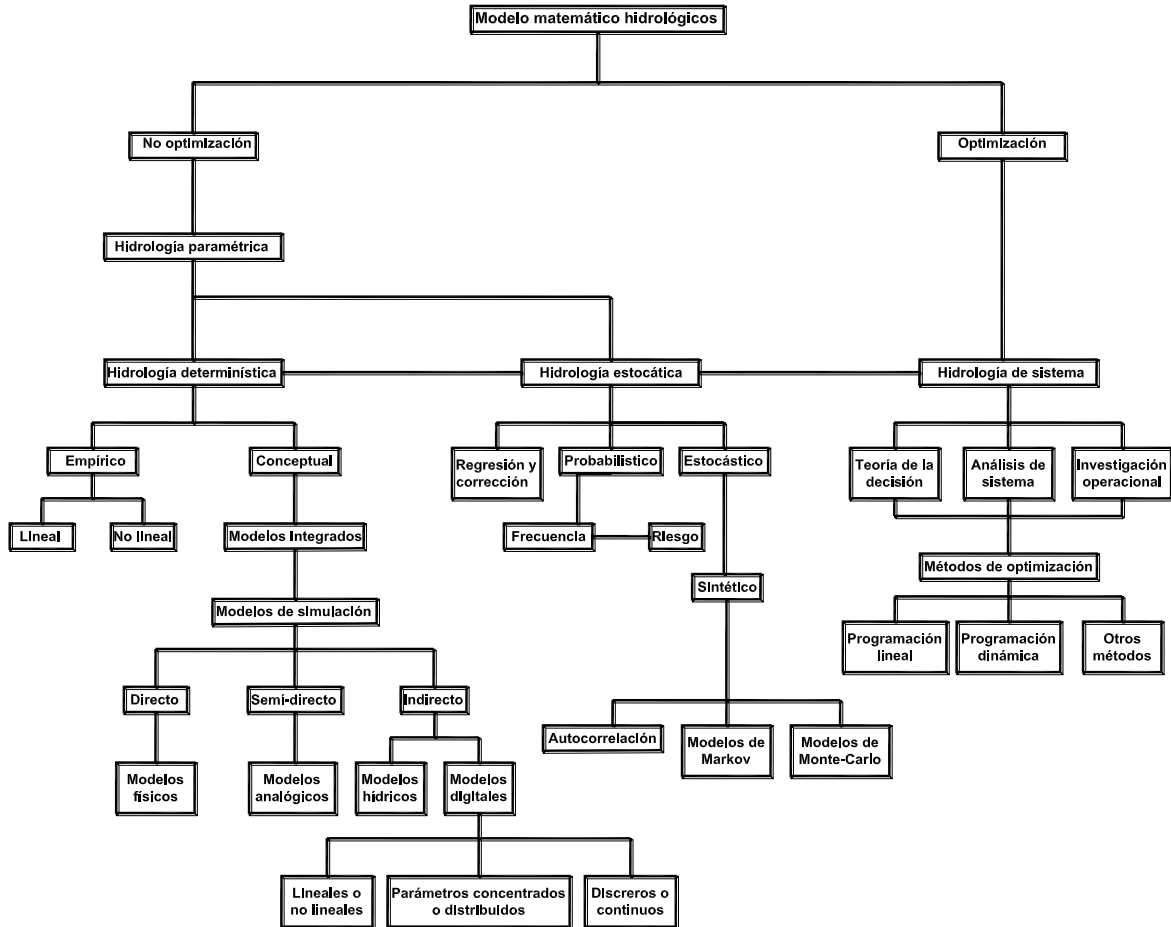 Modelo matemático hidrológicos
No optimización
Optimización
Hidrología paramétrica
Hidrología determinística
Hidrología estocática
Hidrología de sistema
Empírico
Conceptual
Regresión y
corrección
Probabilistico
Estocástico
Teoría de la
decisión
Análisis de
sistema
Investigación
operacional
Lineal
No lineal
Modelos Integrados
Frecuencia
Riesgo
Métodos de optimización
Sintético
Modelos de simulación
Programación
lineal
Programación
dinámica
Otros
métodos
Directo
Semi-directo
Indirecto
Autocorrelación
Modelos de
Markov
Modelos de
Monte-Carlo
Modelos
físicos
Modelos
analógicos
Modelos
hídricos
Modelos
digitales
Lineales o
no lineales
Parámetros concentrados
o distribuidos
Discreros o
continuos